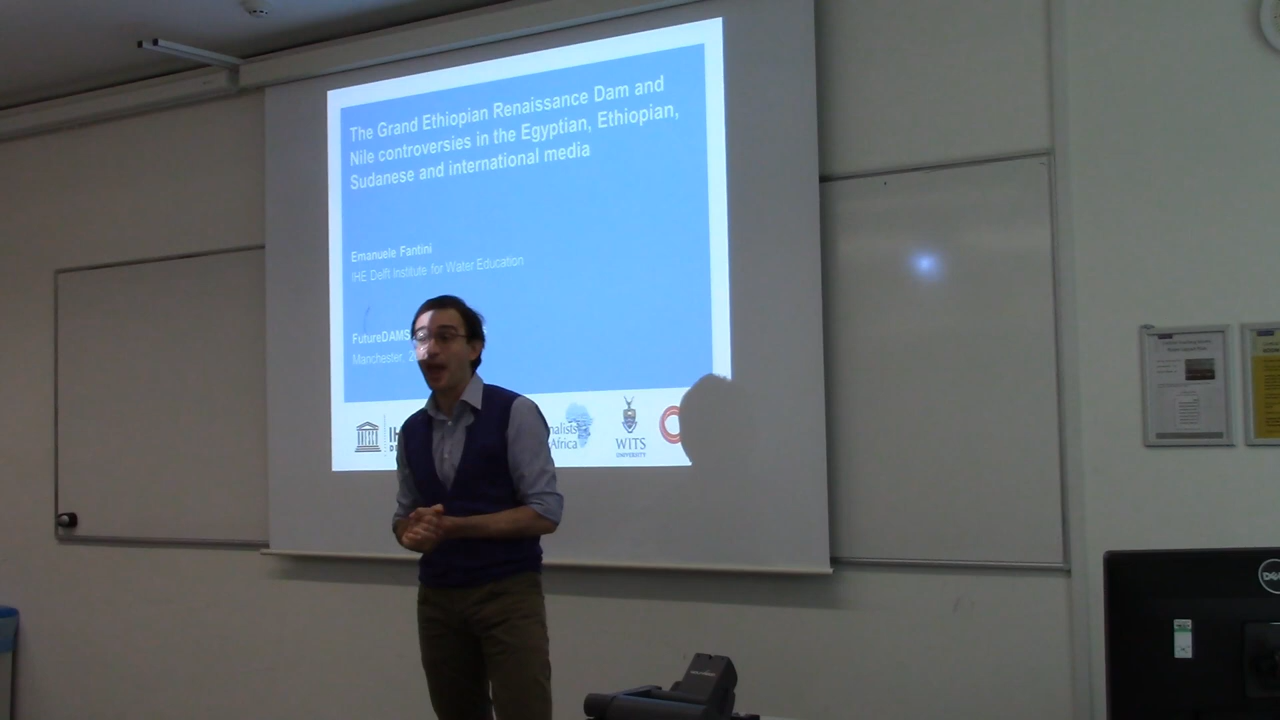 The Grand Ethiopian Renaissance Dam and
Nile controversies in the Egyptian, Ethiopian,
Sudanese and international media
Emanuele Fantini
IHE Delft Institute for Water Education
FutureDAMS
Manchester,
WITS
UNIVERSITY
Africa